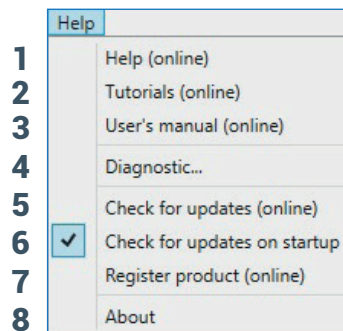 Help
1 Help (online)
2 Tutorials (online)
3 User's manual (online)
4 Diagnostic...
5 Check for updates (online)
6 Check for updates on startup
7 Register product (online)
8 About